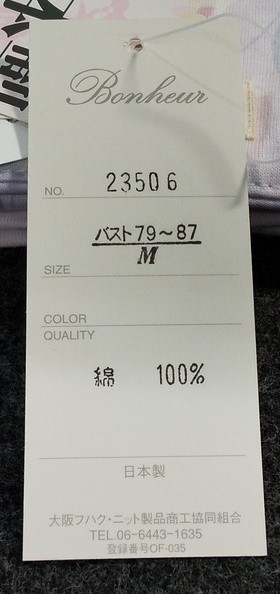 Bonheur
NO. 23506
バスト79～87
SIZE M
COLOR
QUALITY
綿 100%
日本製
大阪フハク・ニット製品商工協同組合
TEL.06-6443-1635
登録番号OF-035